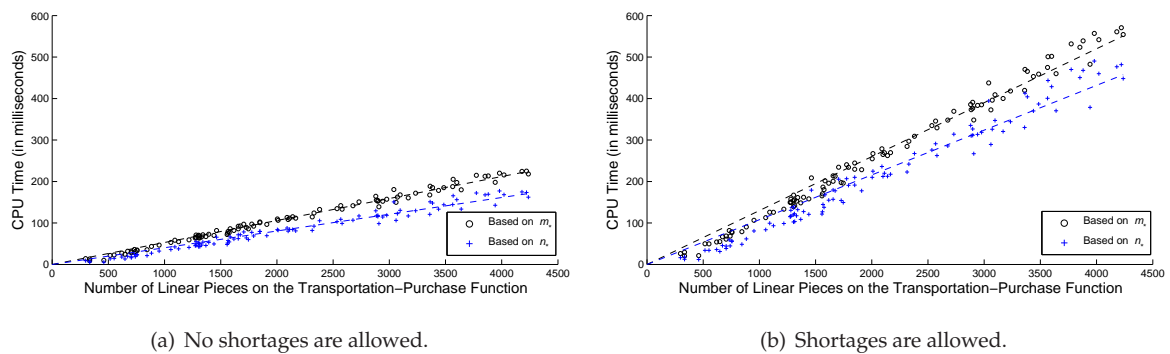 600
500
400
300
200
100
0
CPU Time (in milliseconds)
Based on m*
Based on n*
0 500 1000 1500 2000 2500 3000 3500 4000 4500
Number of Linear Pieces on the Transportation−Purchase Function
(a) No shortages are allowed.
600
500
400
300
200
100
0
CPU Time (in milliseconds)
Based on m*
Based on n*
0 500 1000 1500 2000 2500 3000 3500 4000 4500
Number of Linear Pieces on the Transportation−Purchase Function
(b) Shortages are allowed.